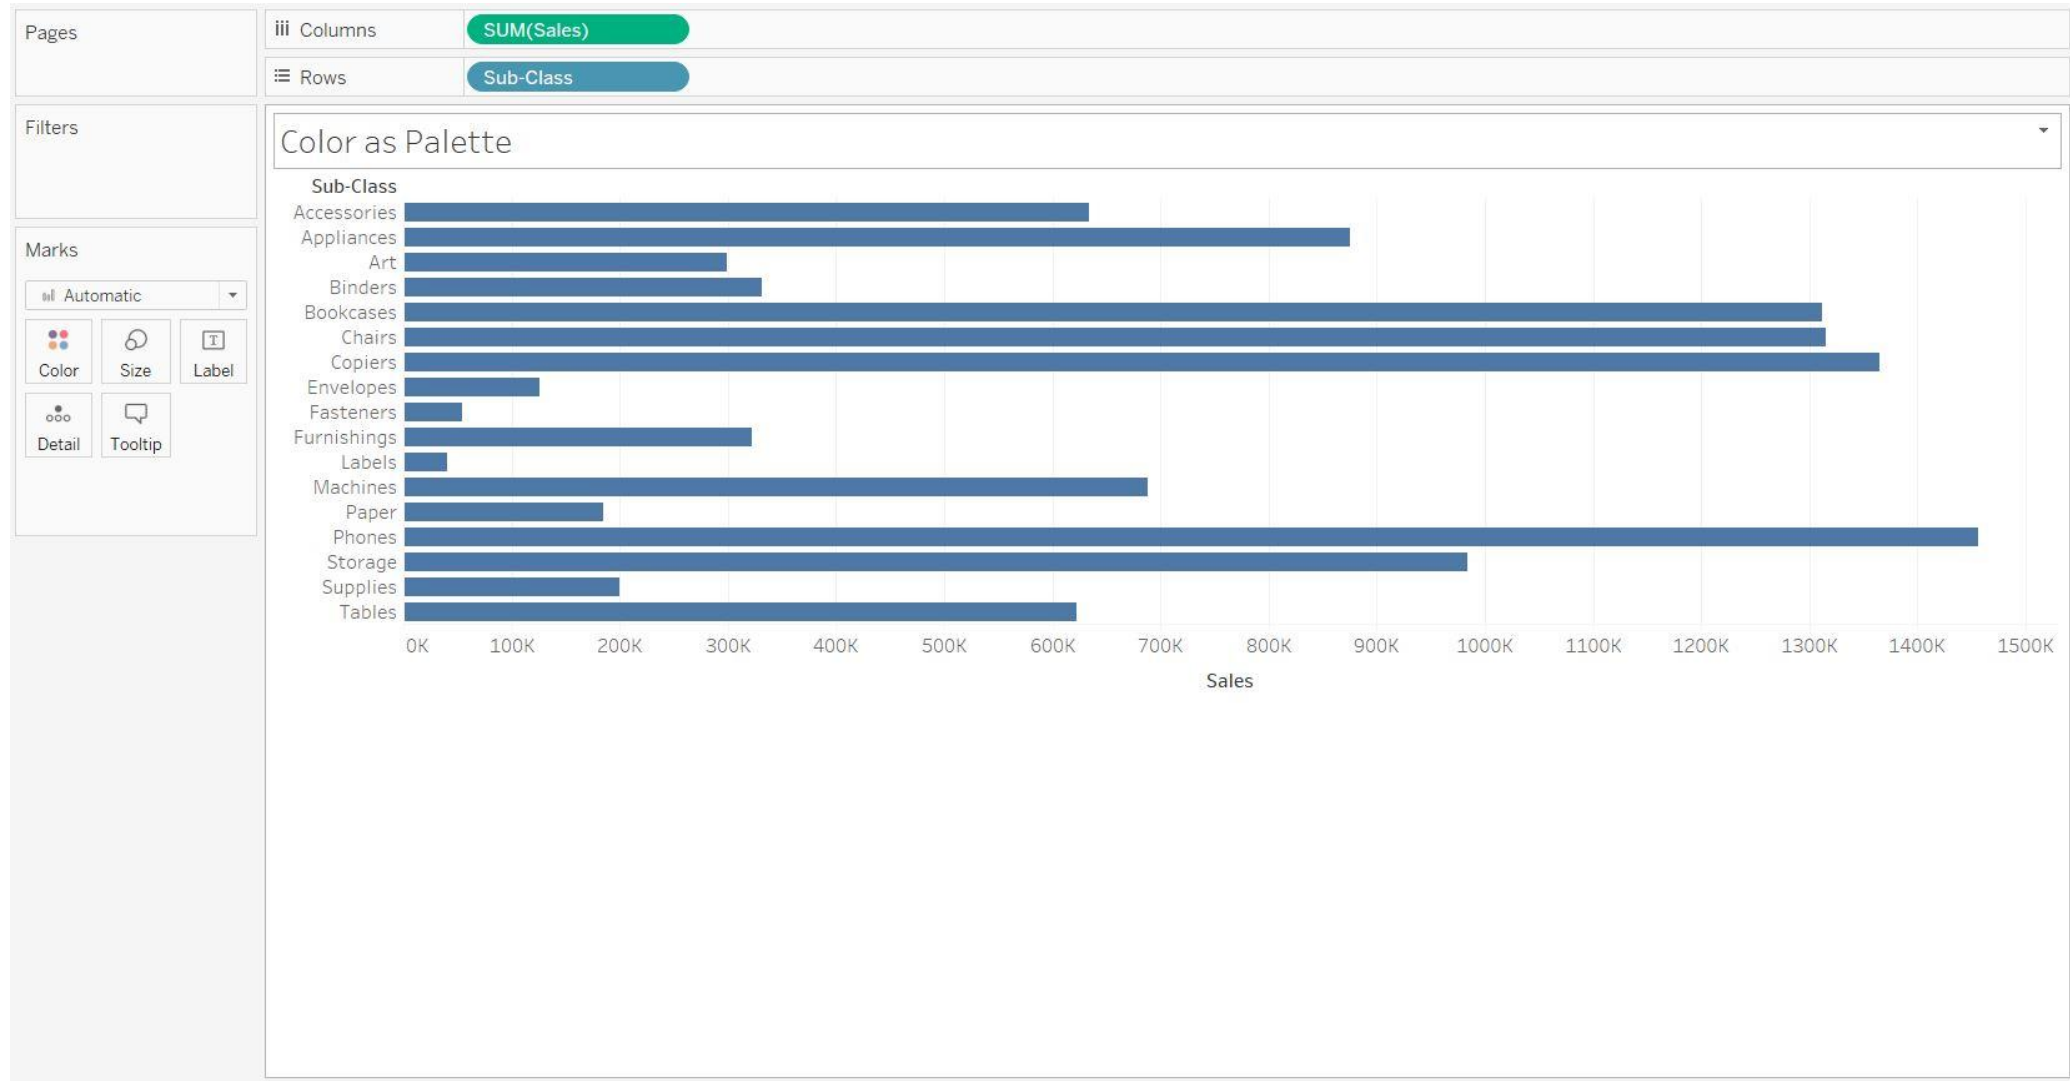 Pages
Columns
SUM(Sales)
Rows
Sub-Class
Filters
Color as Palette
Marks
Automatic
Color
Size
T
Label
Detail
Tooltip
Sub-Class
Accessories
Appliances
Art
Binders
Bookcases
Chairs
Copiers
Envelopes
Fasteners
Furnishings
Labels
Machines
Paper
Phones
Storage
Supplies
Tables
0K 100K 200K 300K 400K 500K 600K 700K 800K 900K 1000K 1100K 1200K 1300K 1400K 1500K
Sales